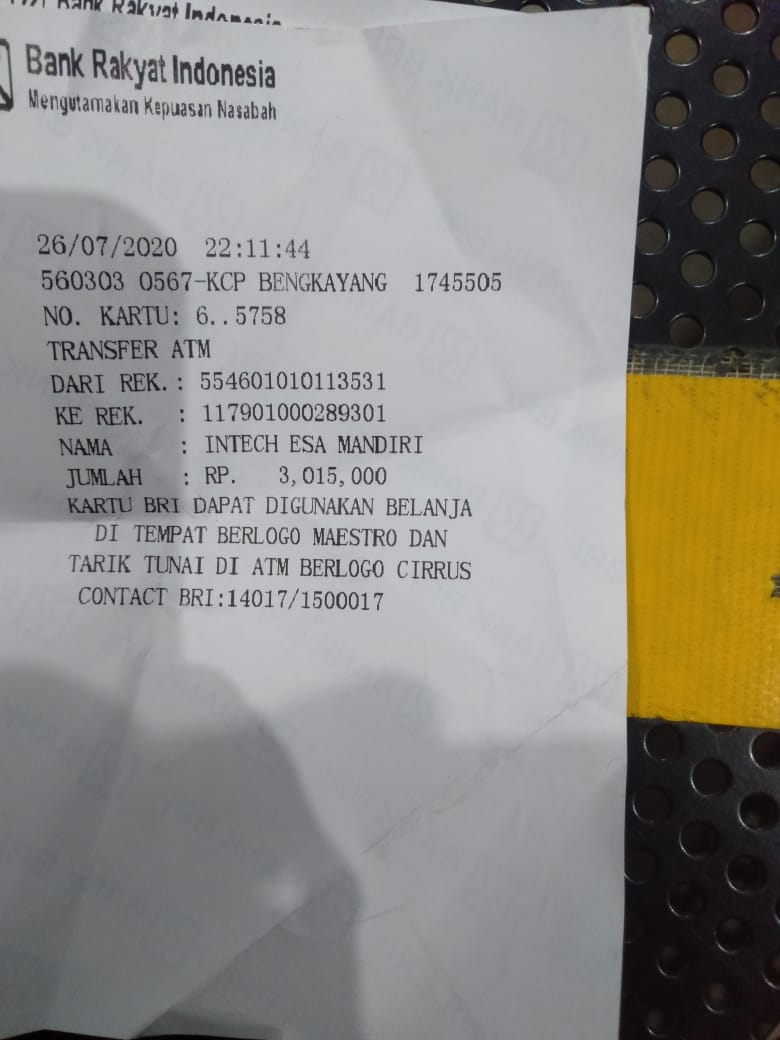 Bank Rakyat Indonesia
Bank Rakyat Indonesia
Mengutamakan Kepuasan Nasabah
26/07/2020 22:11:44
560303 0567-KCP BENGKAYANG 1745505
NO. KARTU: 6..5758
TRANSFER ATM
DARI REK. : 554601010113531
KE REK. : 117901000289301
NAMA : INTECH ESA MANDIRI
JUMLAH : RP. 3,015,000
KARTU BRI DAPAT DIGUNAKAN BELANJA
DI TEMPAT BERLOGO MAESTRO DAN
TARIK TUNAI DI ATM BERLOGO CIRRUS
CONTACT BRI:14017/1500017